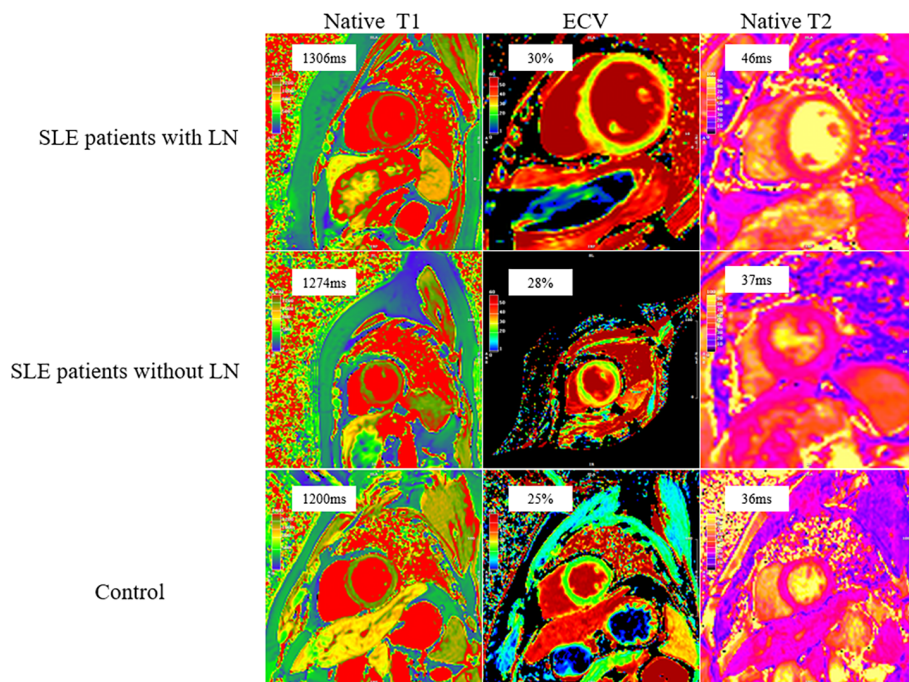 Native T1 ECV Native T2
SLE patients with LN 1306ms 30% 46ms
SLE patients without LN 1274ms 28% 37ms
Control 1200ms 25% 36ms